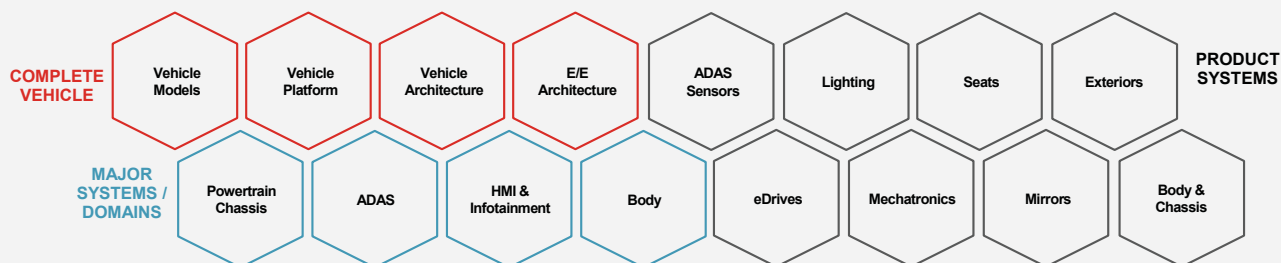 COMPLETE
VEHICLE
Vehicle
Models
Vehicle
Platform
Vehicle
Architecture
E/E
Architecture
ADAS
Sensors
Lighting
Seats
Exteriors
PRODUCT
SYSTEMS
MAJOR
SYSTEMS /
DOMAINS
Powertrain
Chassis
ADAS
HMI &
Infotainment
Body
eDrives
Mechatronics
Mirrors
Body &
Chassis